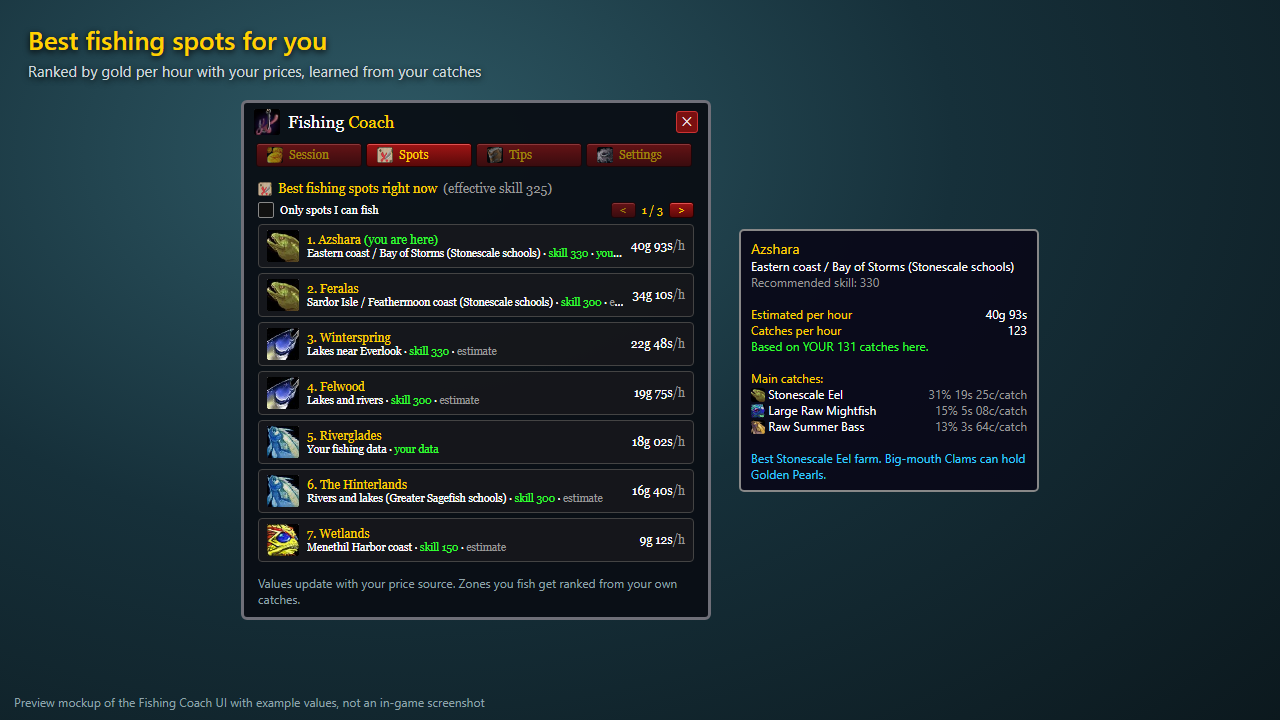 Best fishing spots for you
Ranked by gold per hour with your prices, learned from your catches
Fishing Coach
Session
Spots
Tips
Settings
Best fishing spots right now (effective skill 325)
Only spots I can fish
< 1 / 3 >
1. Azshara (you are here)
Eastern coast / Bay of Storms (Stonescale schools) · skill 330 · you...
40g 93s/h
2. Feralas
Sardor Isle / Feathermoon coast (Stonescale schools) · skill 300 · e...
34g 10s/h
3. Winterspring
Lakes near Everlook · skill 330 · estimate
22g 48s/h
4. Felwood
Lakes and rivers · skill 300 · estimate
19g 75s/h
5. Riverglades
Your fishing data · your data
18g 02s/h
6. The Hinterlands
Rivers and lakes (Greater Sagefish schools) · skill 300 · estimate
16g 40s/h
7. Wetlands
Menethil Harbor coast · skill 150 · estimate
9g 12s/h
Values update with your price source. Zones you fish get ranked from your own
catches.
Azshara
Eastern coast / Bay of Storms (Stonescale schools)
Recommended skill: 330
Estimated per hour 40g 93s
Catches per hour 123
Based on YOUR 131 catches here.
Main catches:
Stonescale Eel 31% 19s 25c/catch
Large Raw Mightfish 15% 5s 08c/catch
Raw Summer Bass 13% 3s 64c/catch
Best Stonescale Eel farm. Big-mouth Clams can hold
Golden Pearls.
Preview mockup of the Fishing Coach UI with example values, not an in-game screenshot